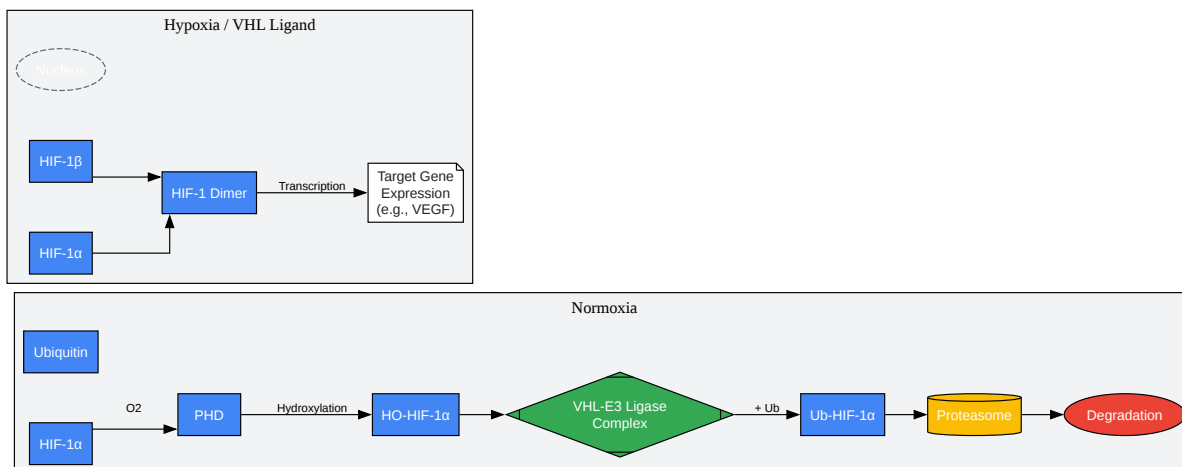 Hypoxia / VHL Ligand
Nucleus
HIF-1β
HIF-1 Dimer
Transcription
Target Gene
Expression
(e.g., VEGF)
HIF-1α
Normoxia
Ubiquitin
HIF-1α
O2
PHD
Hydroxylation
HO-HIF-1α
VHL-E3 Ligase
Complex
+ Ub
Ub-HIF-1α
Proteasome
Degradation